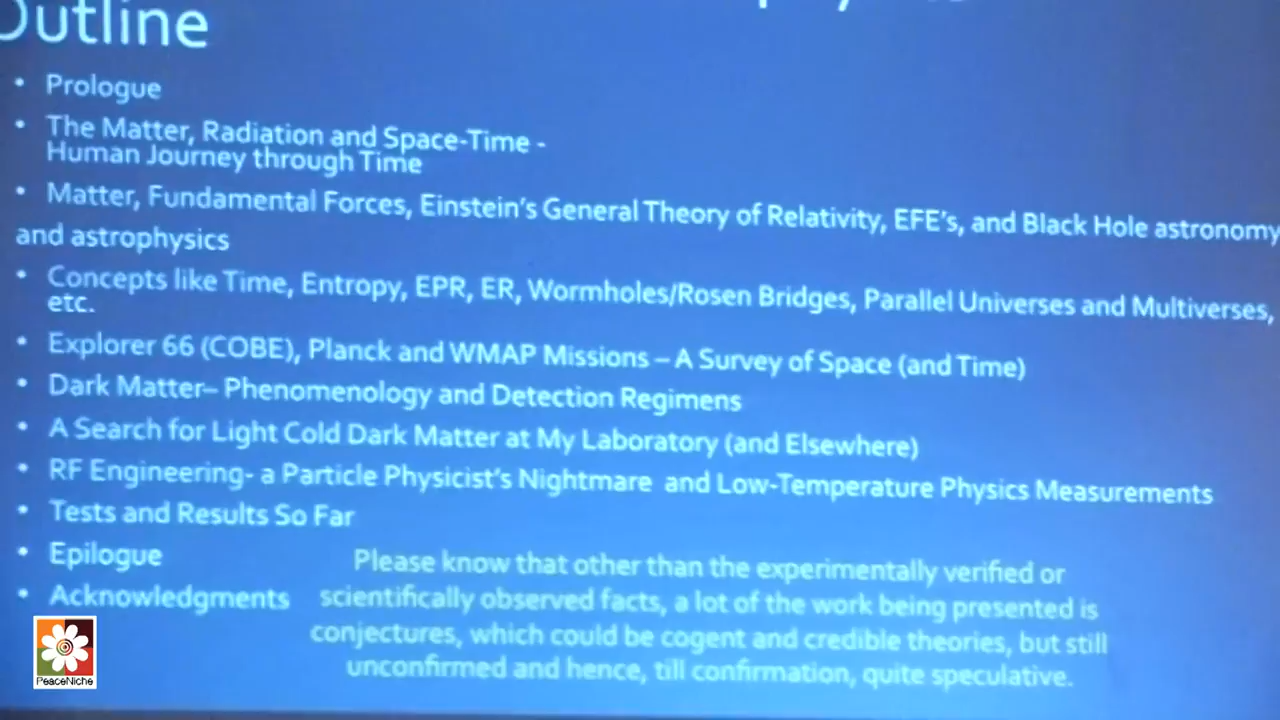 Outline
• Prologue
• The Matter, Radiation and Space-Time -
Human Journey through Time
• Matter, Fundamental Forces, Einstein's General Theory of Relativity, EFE's, and Black Hole astronomy
and astrophysics
• Concepts like Time, Entropy, EPR, ER, Wormholes/Rosen Bridges, Parallel Universes and Multiverses,
etc.
• Explorer 66 (COBE), Planck and WMAP Missions – A Survey of Space (and Time)
• Dark Matter– Phenomenology and Detection Regimens
• A Search for Light Cold Dark Matter at My Laboratory (and Elsewhere)
• RF Engineering- a Particle Physicist's Nightmare and Low-Temperature Physics Measurements
• Tests and Results So Far
• Epilogue
• Acknowledgments
Please know that other than the experimentally verified or
scientifically observed facts, a lot of the work being presented is
conjectures, which could be cogent and credible theories, but still
unconfirmed and hence, till confirmation, quite speculative.
PeaceNiche